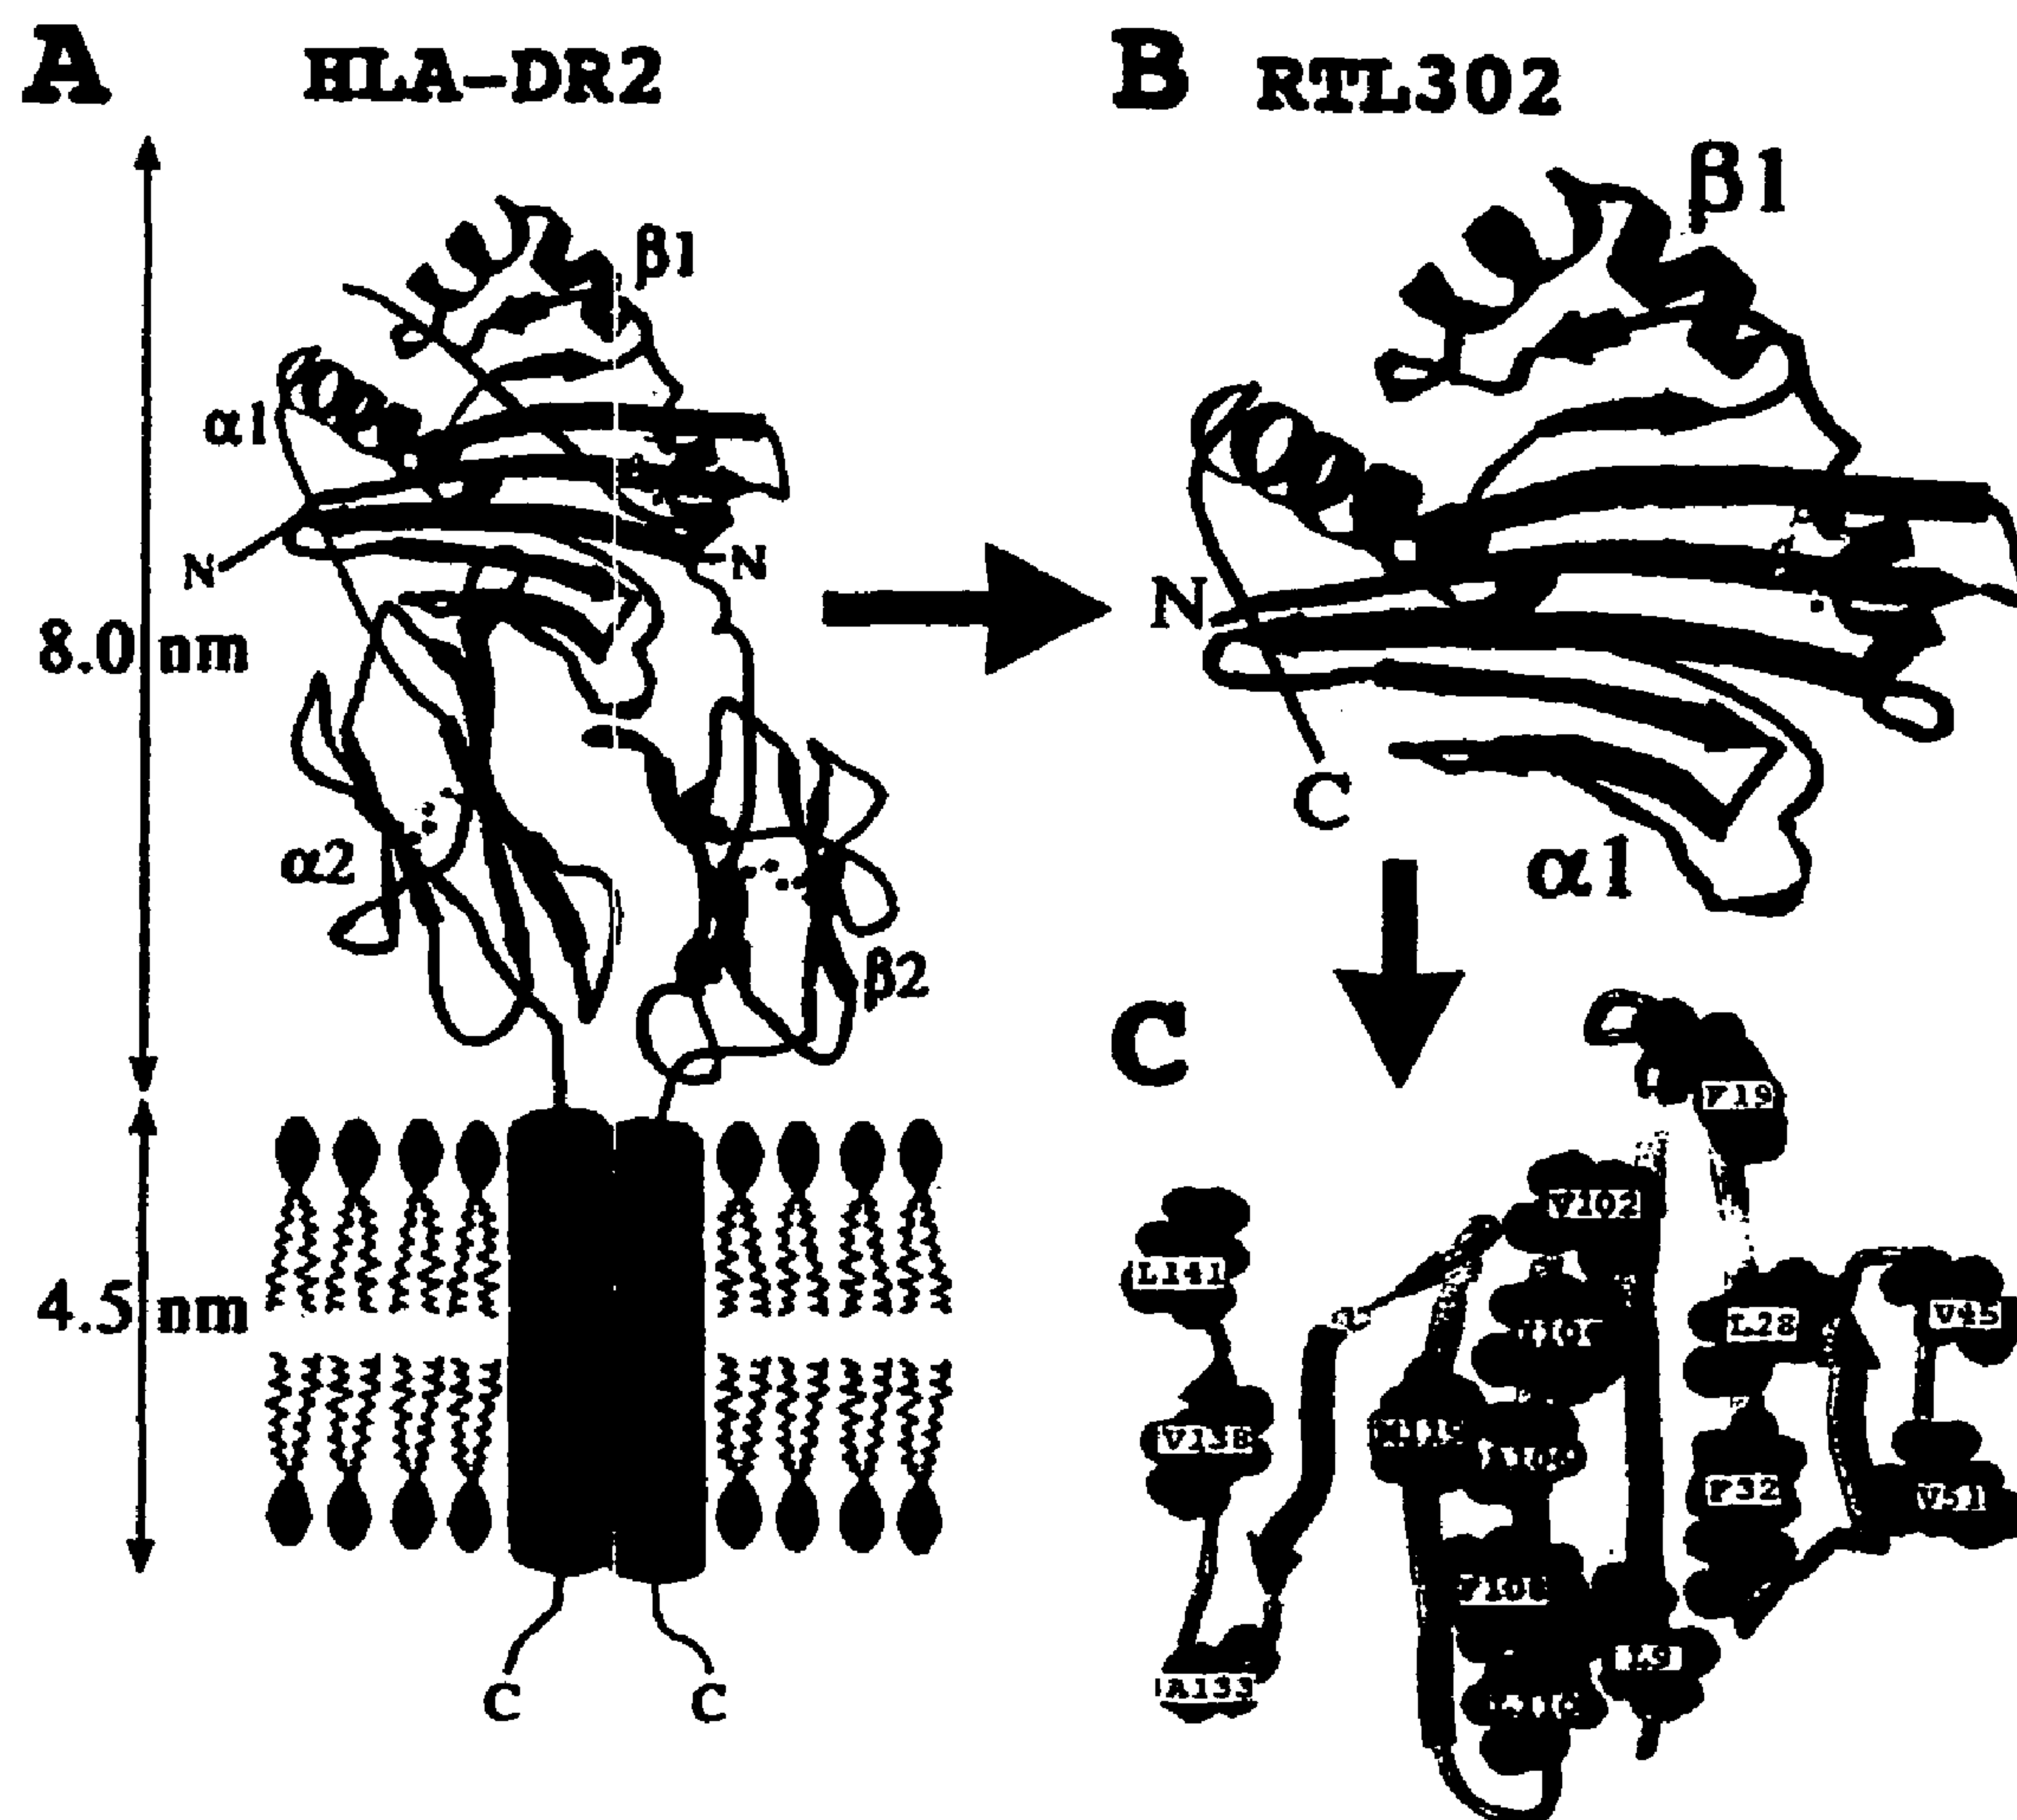 A HLA-DR2
β1
α1
N
N
8.0 nm
α2
β2
4.5 nm
C C
B RTL302
β1
N
C
α1
C
F19
V102
L141
L28
V45
V138
F32
V51
L9
A133